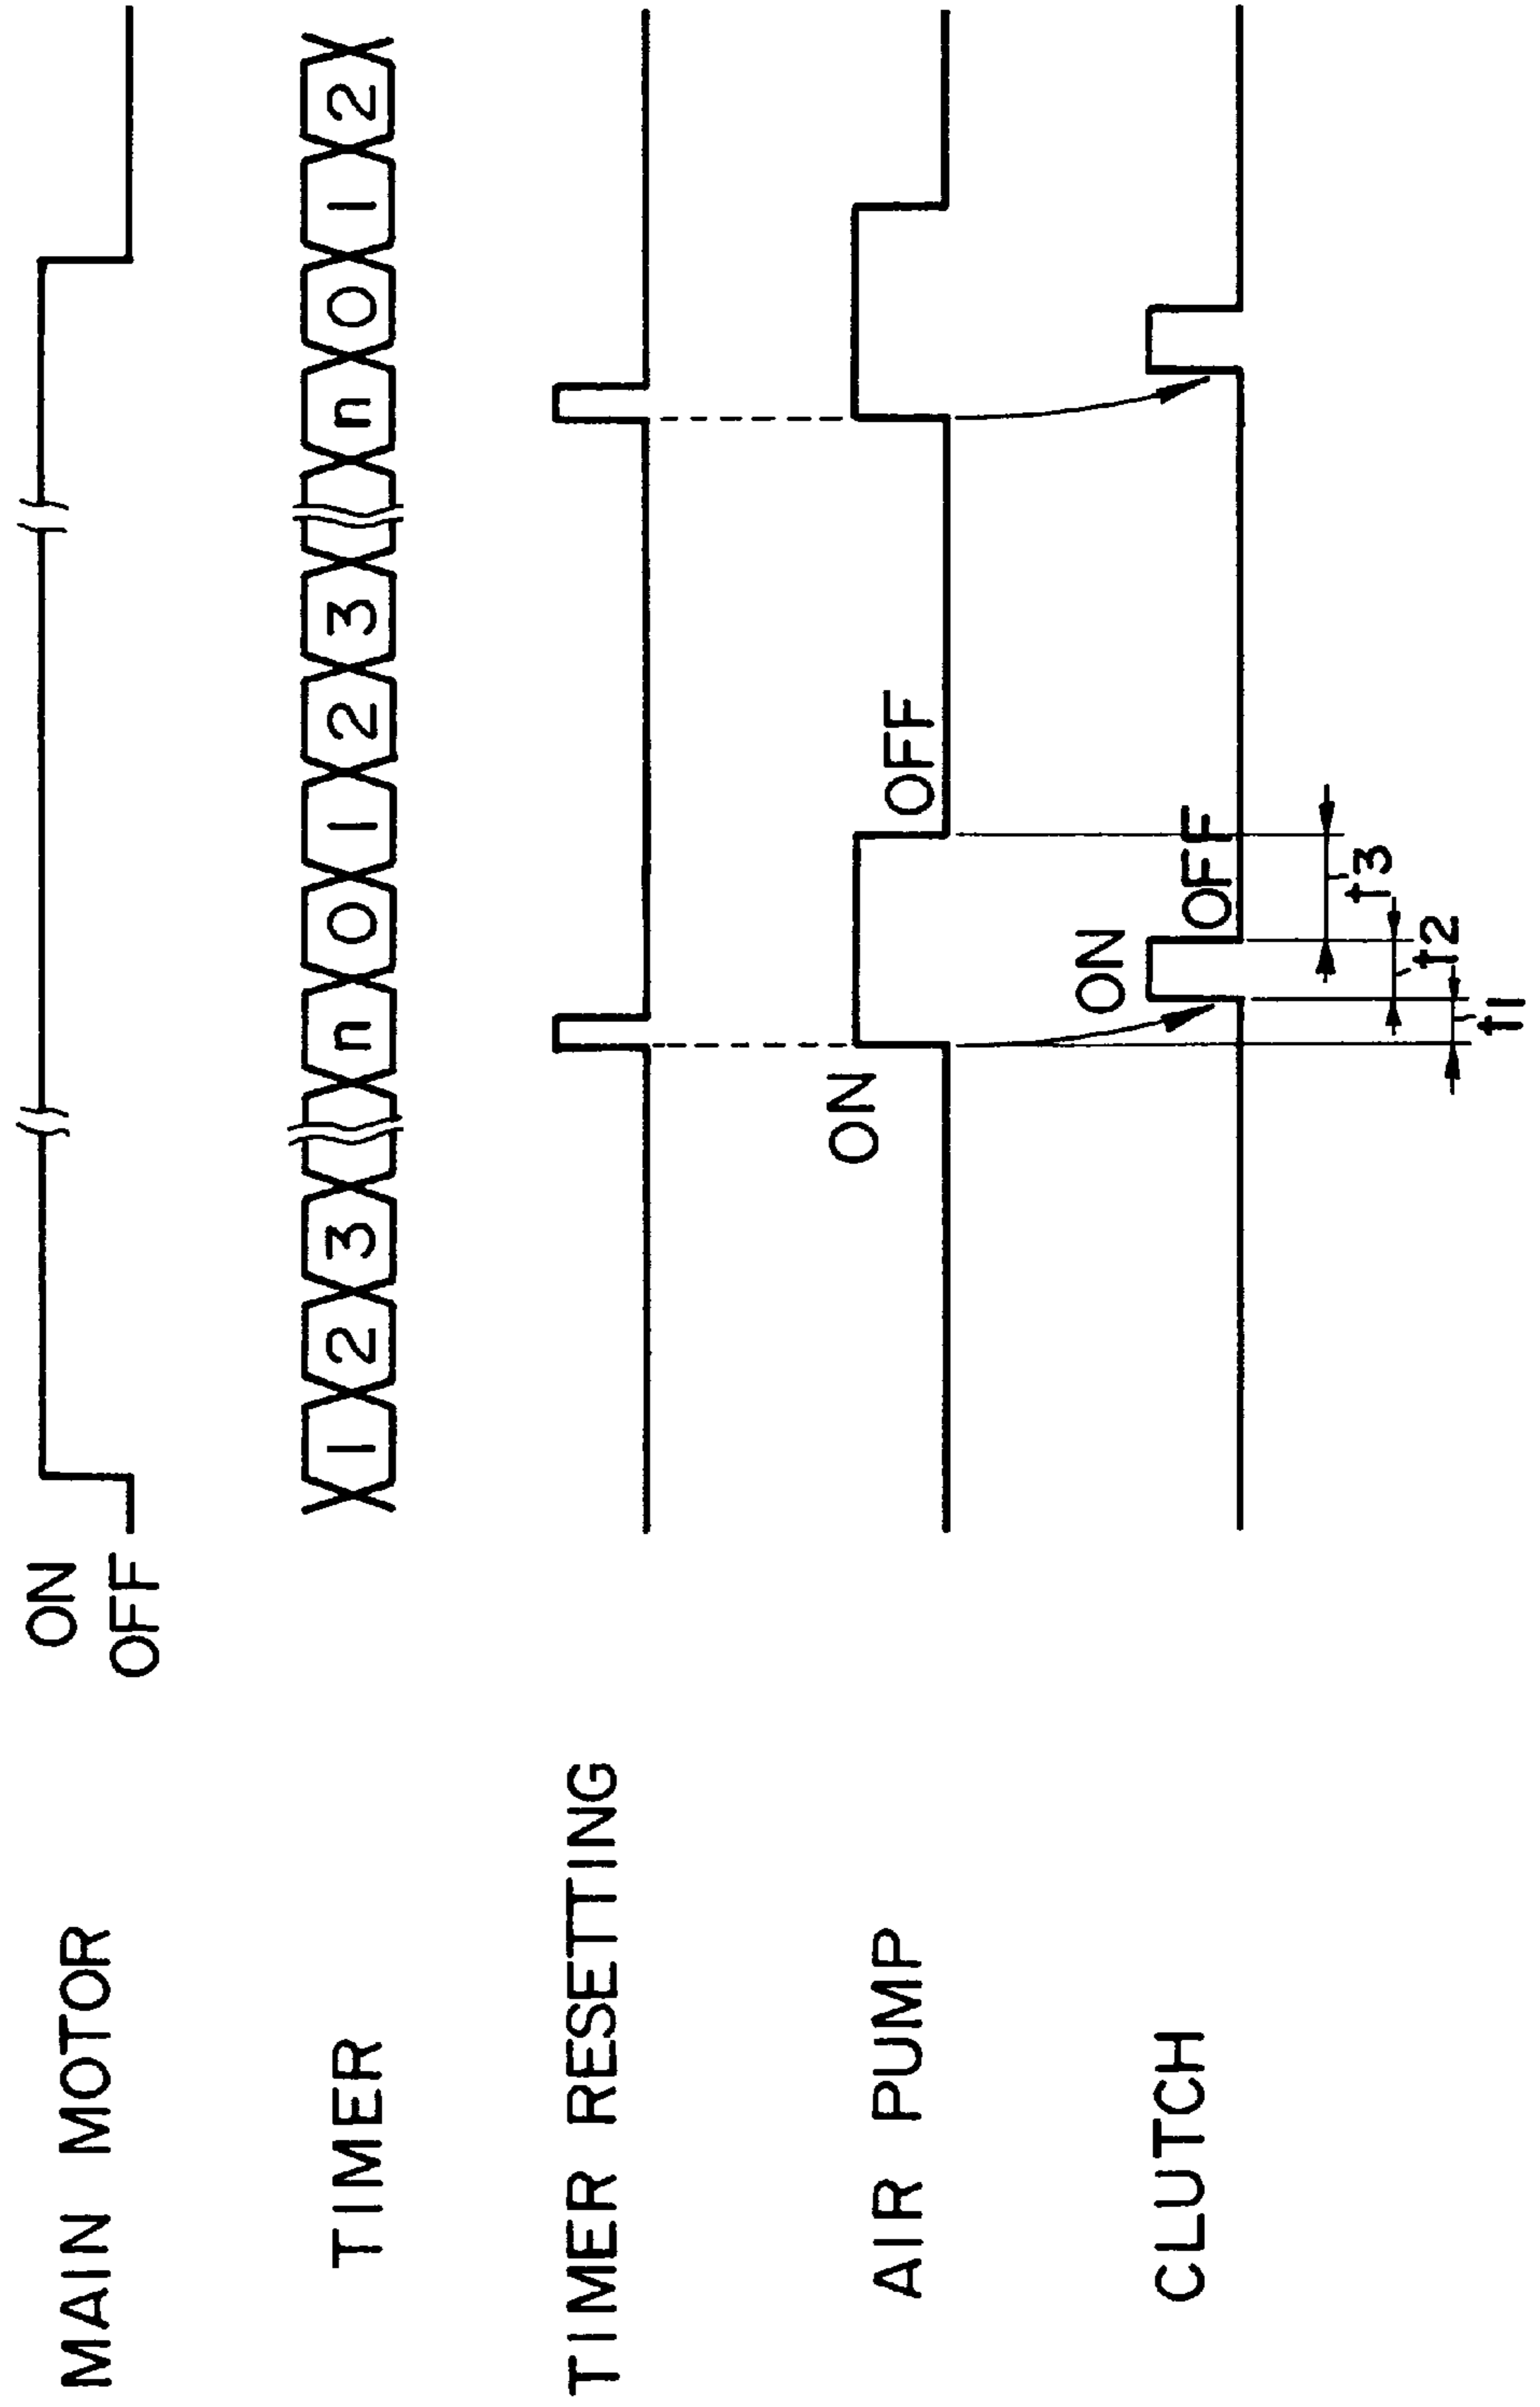 MAIN MOTOR
ON
OFF
TIMER
1 2 3 n 0 1 2 3 n 0 1 2
TIMER RESETTING
AIR PUMP
ON
OFF
CLUTCH
ON
OFF
t3
t2
t1